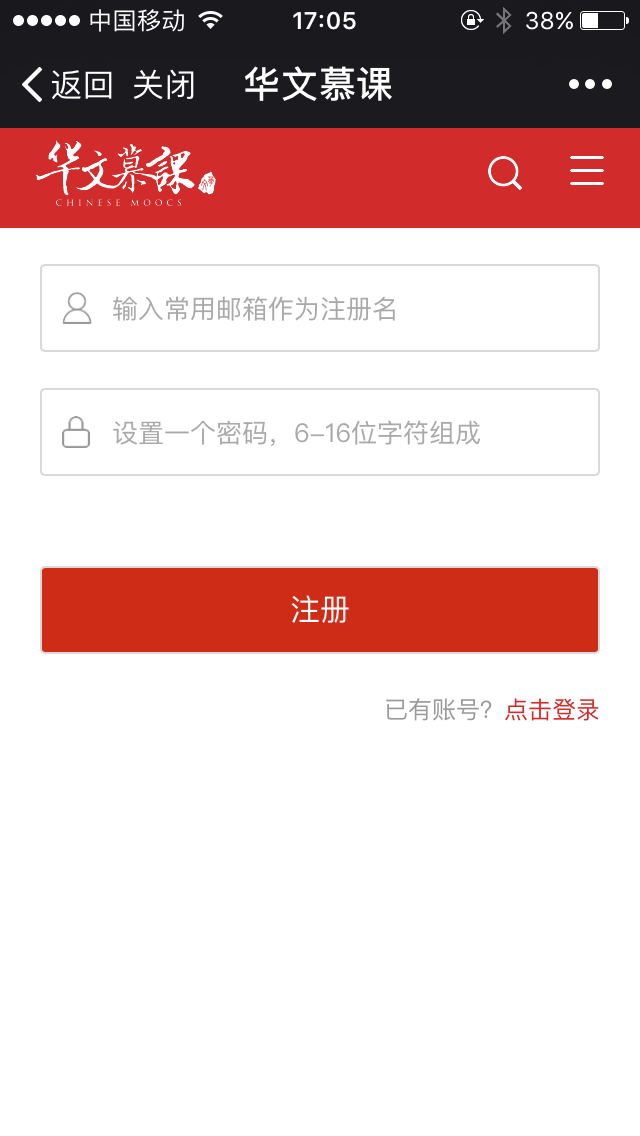 中国移动 17:05 38%
返回 关闭 华文慕课
华文慕課
CHINESE MOOCS
输入常用邮箱作为注册名
设置一个密码，6-16位字符组成
注册
已有账号？点击登录